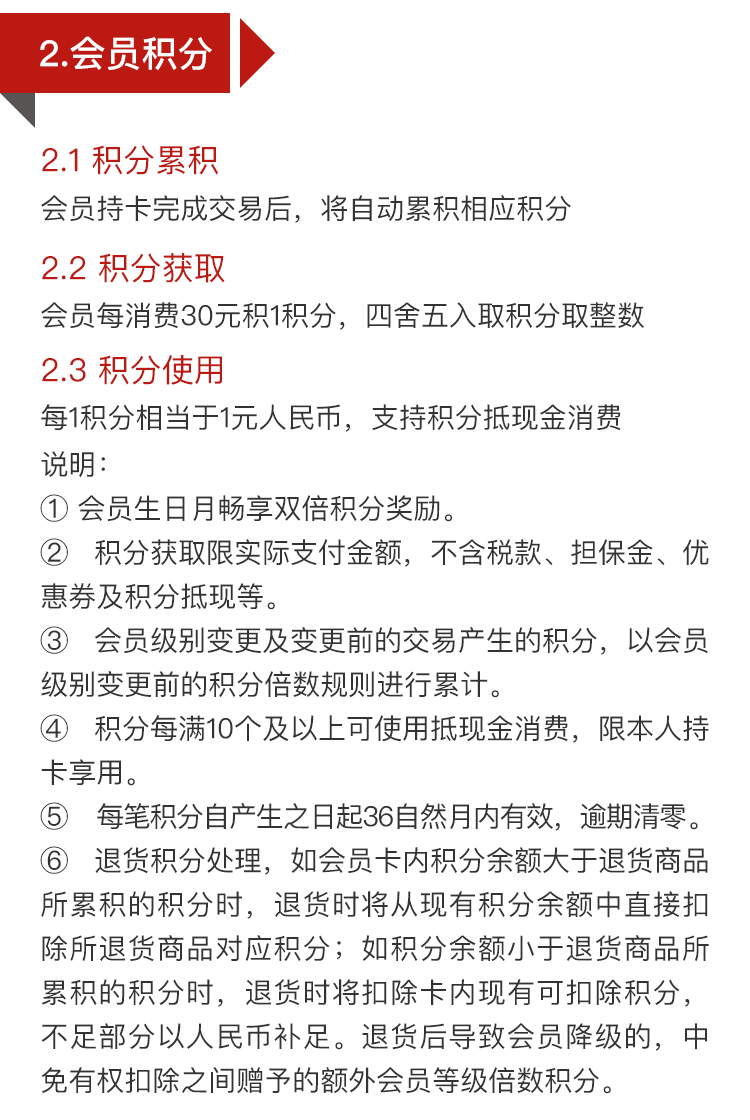 2.会员积分
2.1 积分累积
会员持卡完成交易后，将自动累积相应积分
2.2 积分获取
会员每消费30元积1积分，四舍五入取积分取整数
2.3 积分使用
每1积分相当于1元人民币，支持积分抵现金消费
说明：
① 会员生日月畅享双倍积分奖励。
② 积分获取限实际支付金额，不含税款、担保金、优
惠券及积分抵现等。
③ 会员级别变更及变更前的交易产生的积分，以会员
级别变更前的积分倍数规则进行累计。
④ 积分每满10个及以上可使用抵现金消费，限本人持
卡享用。
⑤ 每笔积分自产生之日起36自然月内有效，逾期清零。
⑥ 退货积分处理，如会员卡内积分余额大于退货商品
所累积的积分时，退货时将从现有积分余额中直接扣
除所退货商品对应积分；如积分余额小于退货商品所
累积的积分时，退货时将扣除卡内现有可扣除积分，
不足部分以人民币补足。退货后导致会员降级的，中
免有权扣除之间赠予的额外会员等级倍数积分。